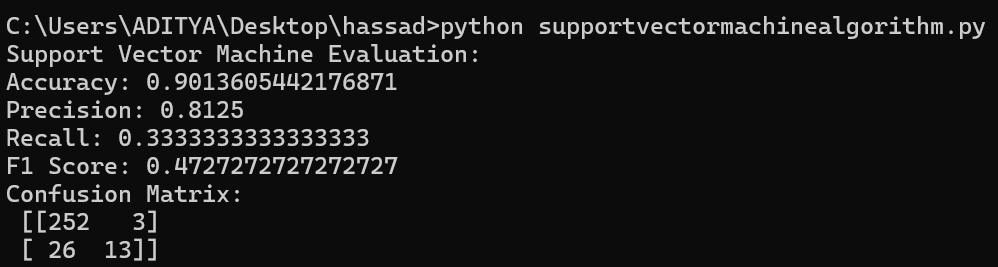 C:\Users\ADITYA\Desktop\hassad>python supportvectormachinealgorithm.py
Support Vector Machine Evaluation:
Accuracy: 0.9013605442176871
Precision: 0.8125
Recall: 0.3333333333333333
F1 Score: 0.4727272727272727
Confusion Matrix:
 [[252   3]
 [ 26  13]]